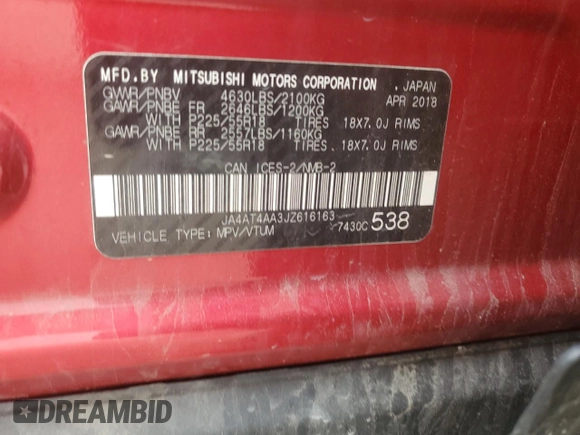 MFD. BY MITSUBISHI MOTORS CORPORATION , JAPAN
GVWR/PNBV 4630LBS/2100KG APR 2018
GAWR/PNBE FR 2646LBS/1200KG
WITH P225/55R18 TIRES 18X7.0J RIMS
GAWR/PNBE RR 2557LBS/1160KG
WITH P225/55R18 TIRES 18X7.0J RIMS
CAN ICES-2/NMB-2
JA4AT4AA3JZ616163
VEHICLE TYPE: MPV/VTUM 7430C 538
DREAMBID